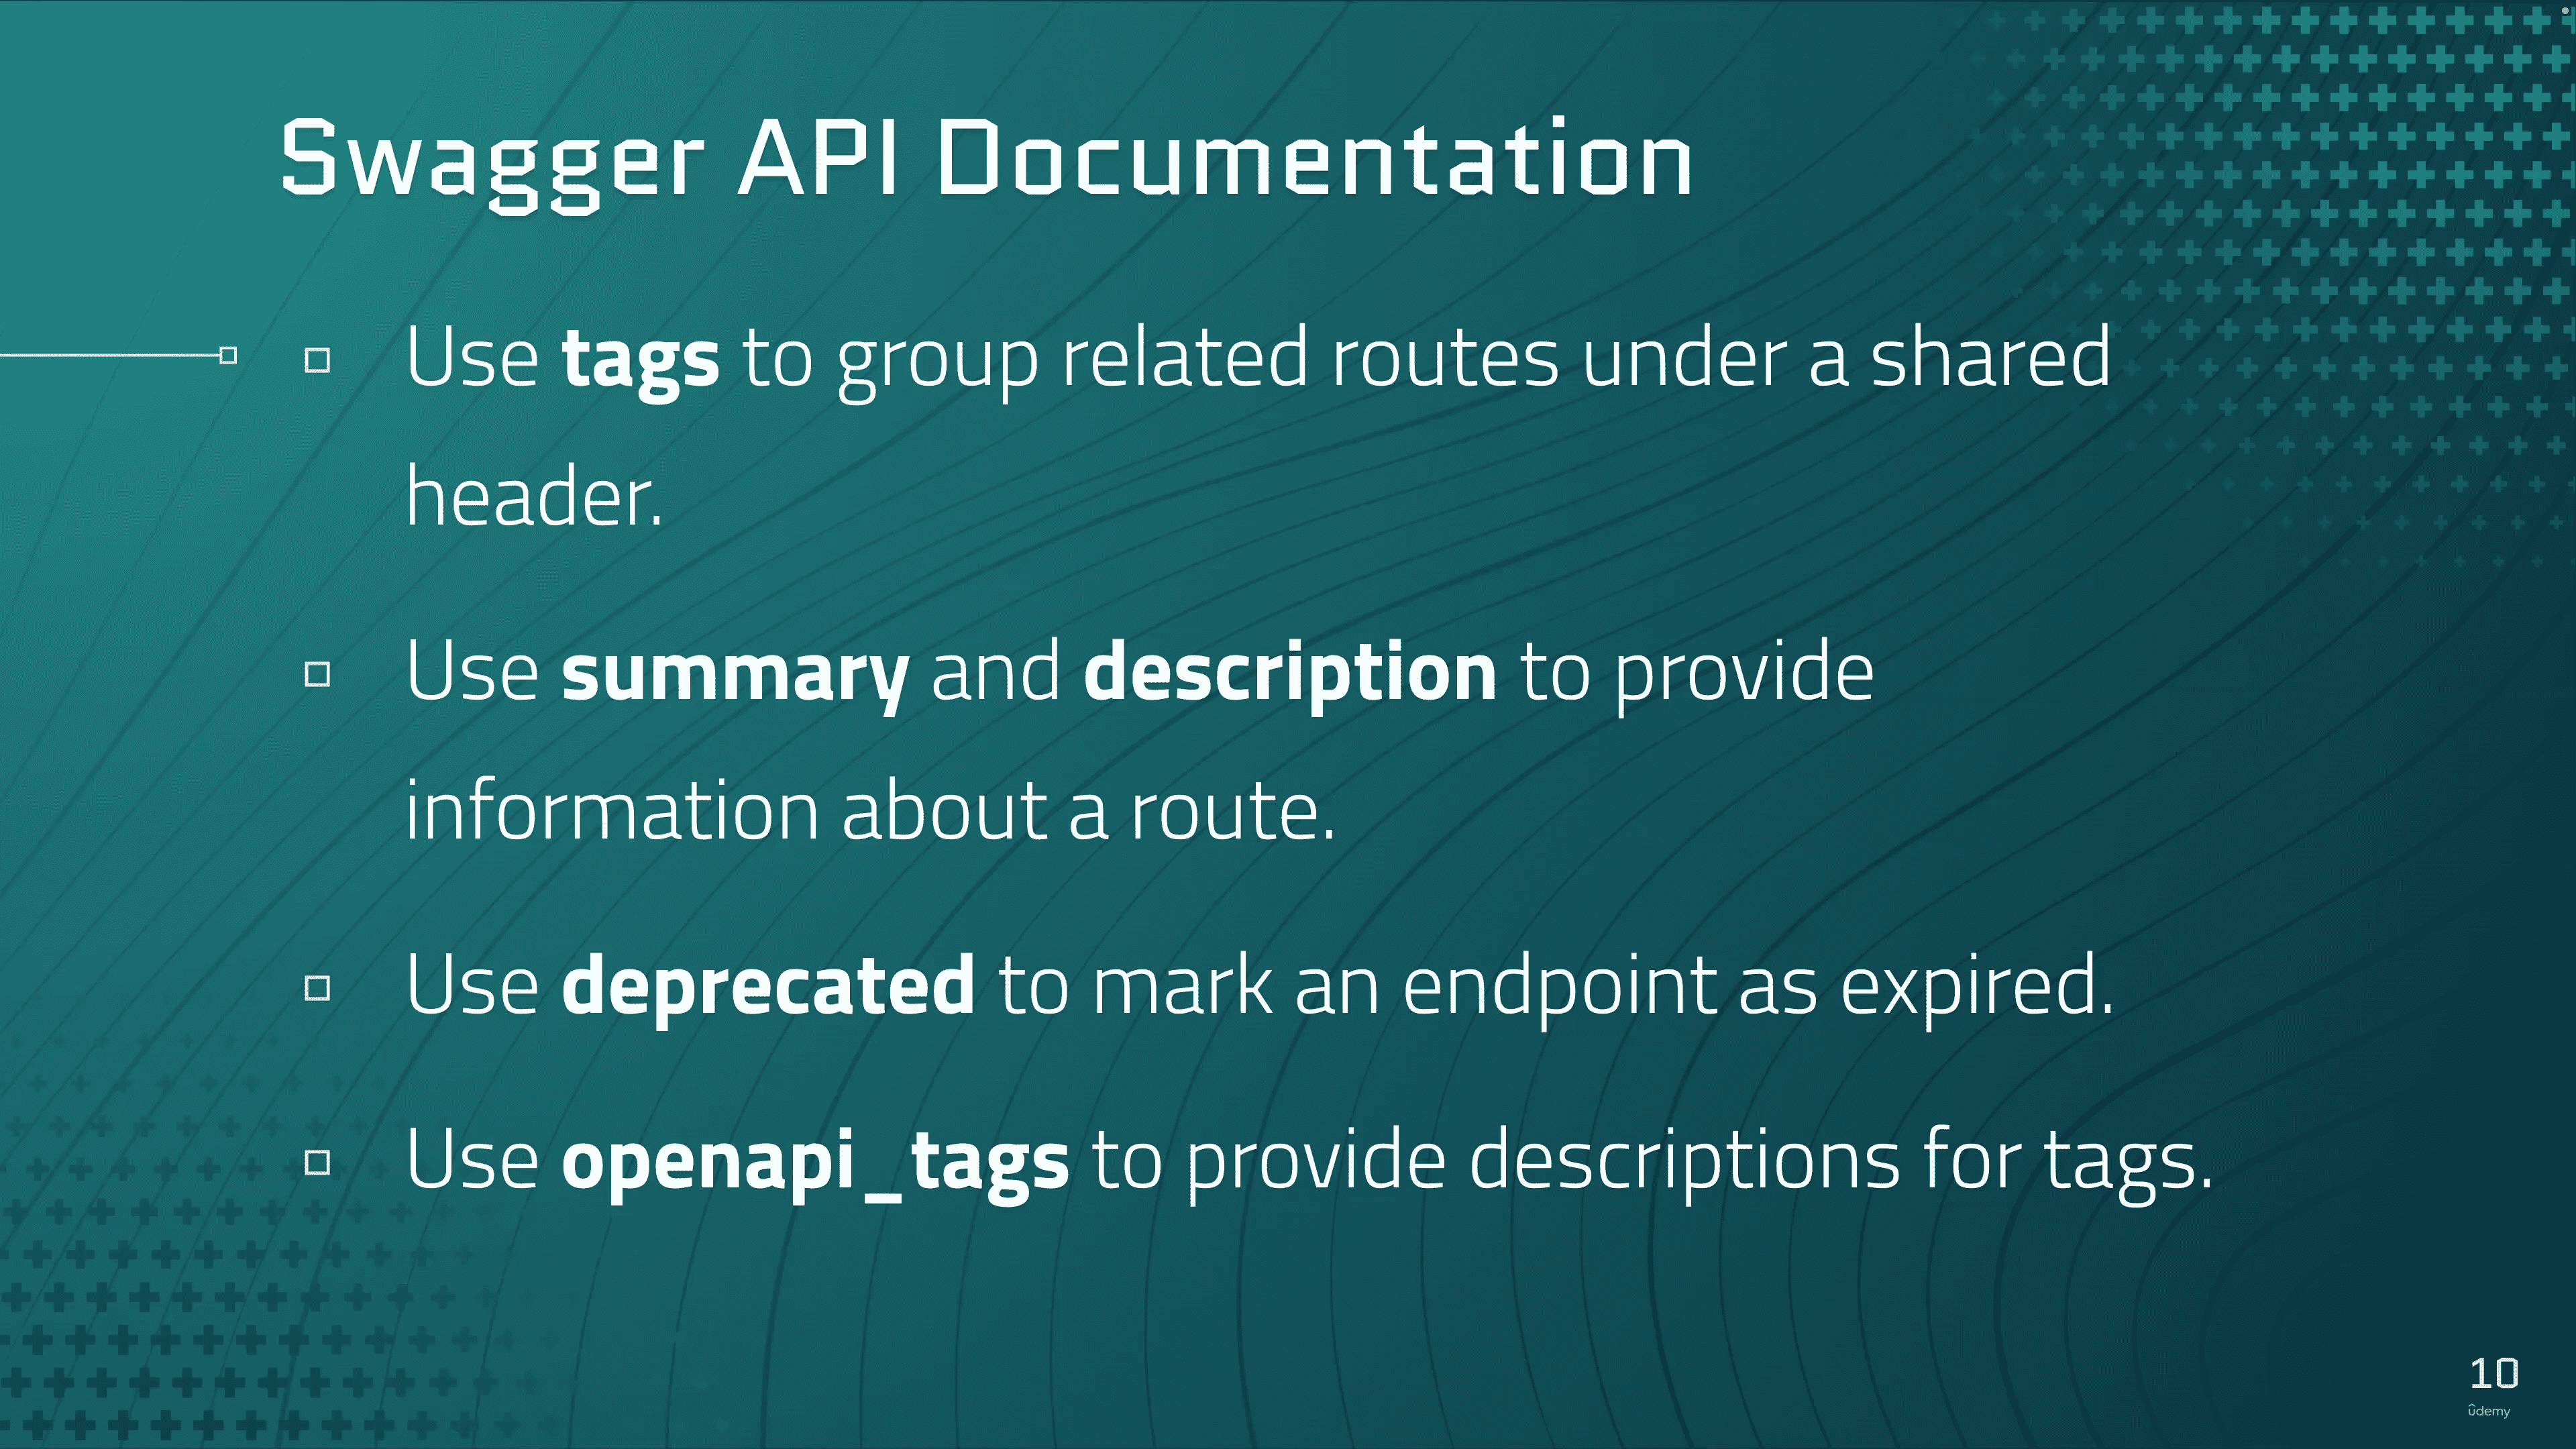 Swagger API Documentation
Use tags to group related routes under a shared
header.
Use summary and description to provide
information about a route.
Use deprecated to mark an endpoint as expired.
Use openapi_tags to provide descriptions for tags.
10
ûdemy